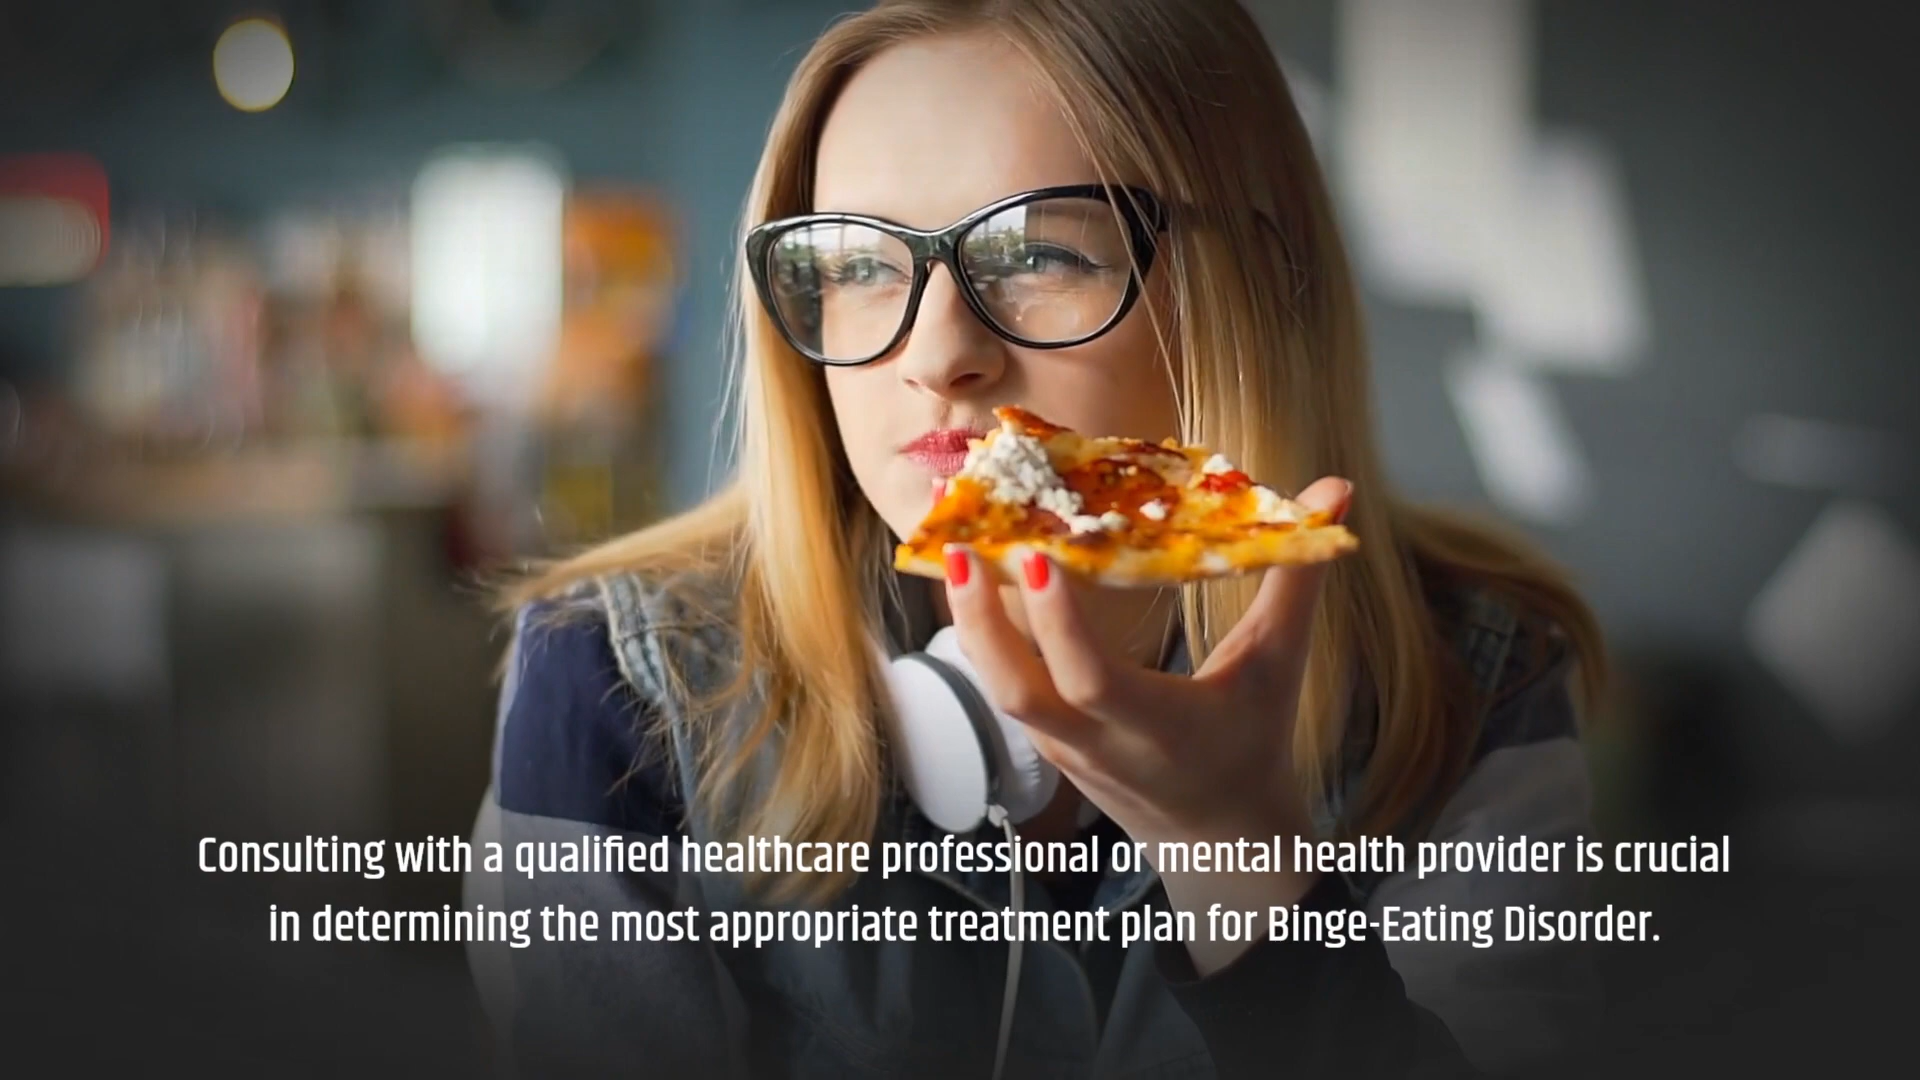 Consulting with a qualified healthcare professional or mental health provider is crucial
in determining the most appropriate treatment plan for Binge-Eating Disorder.